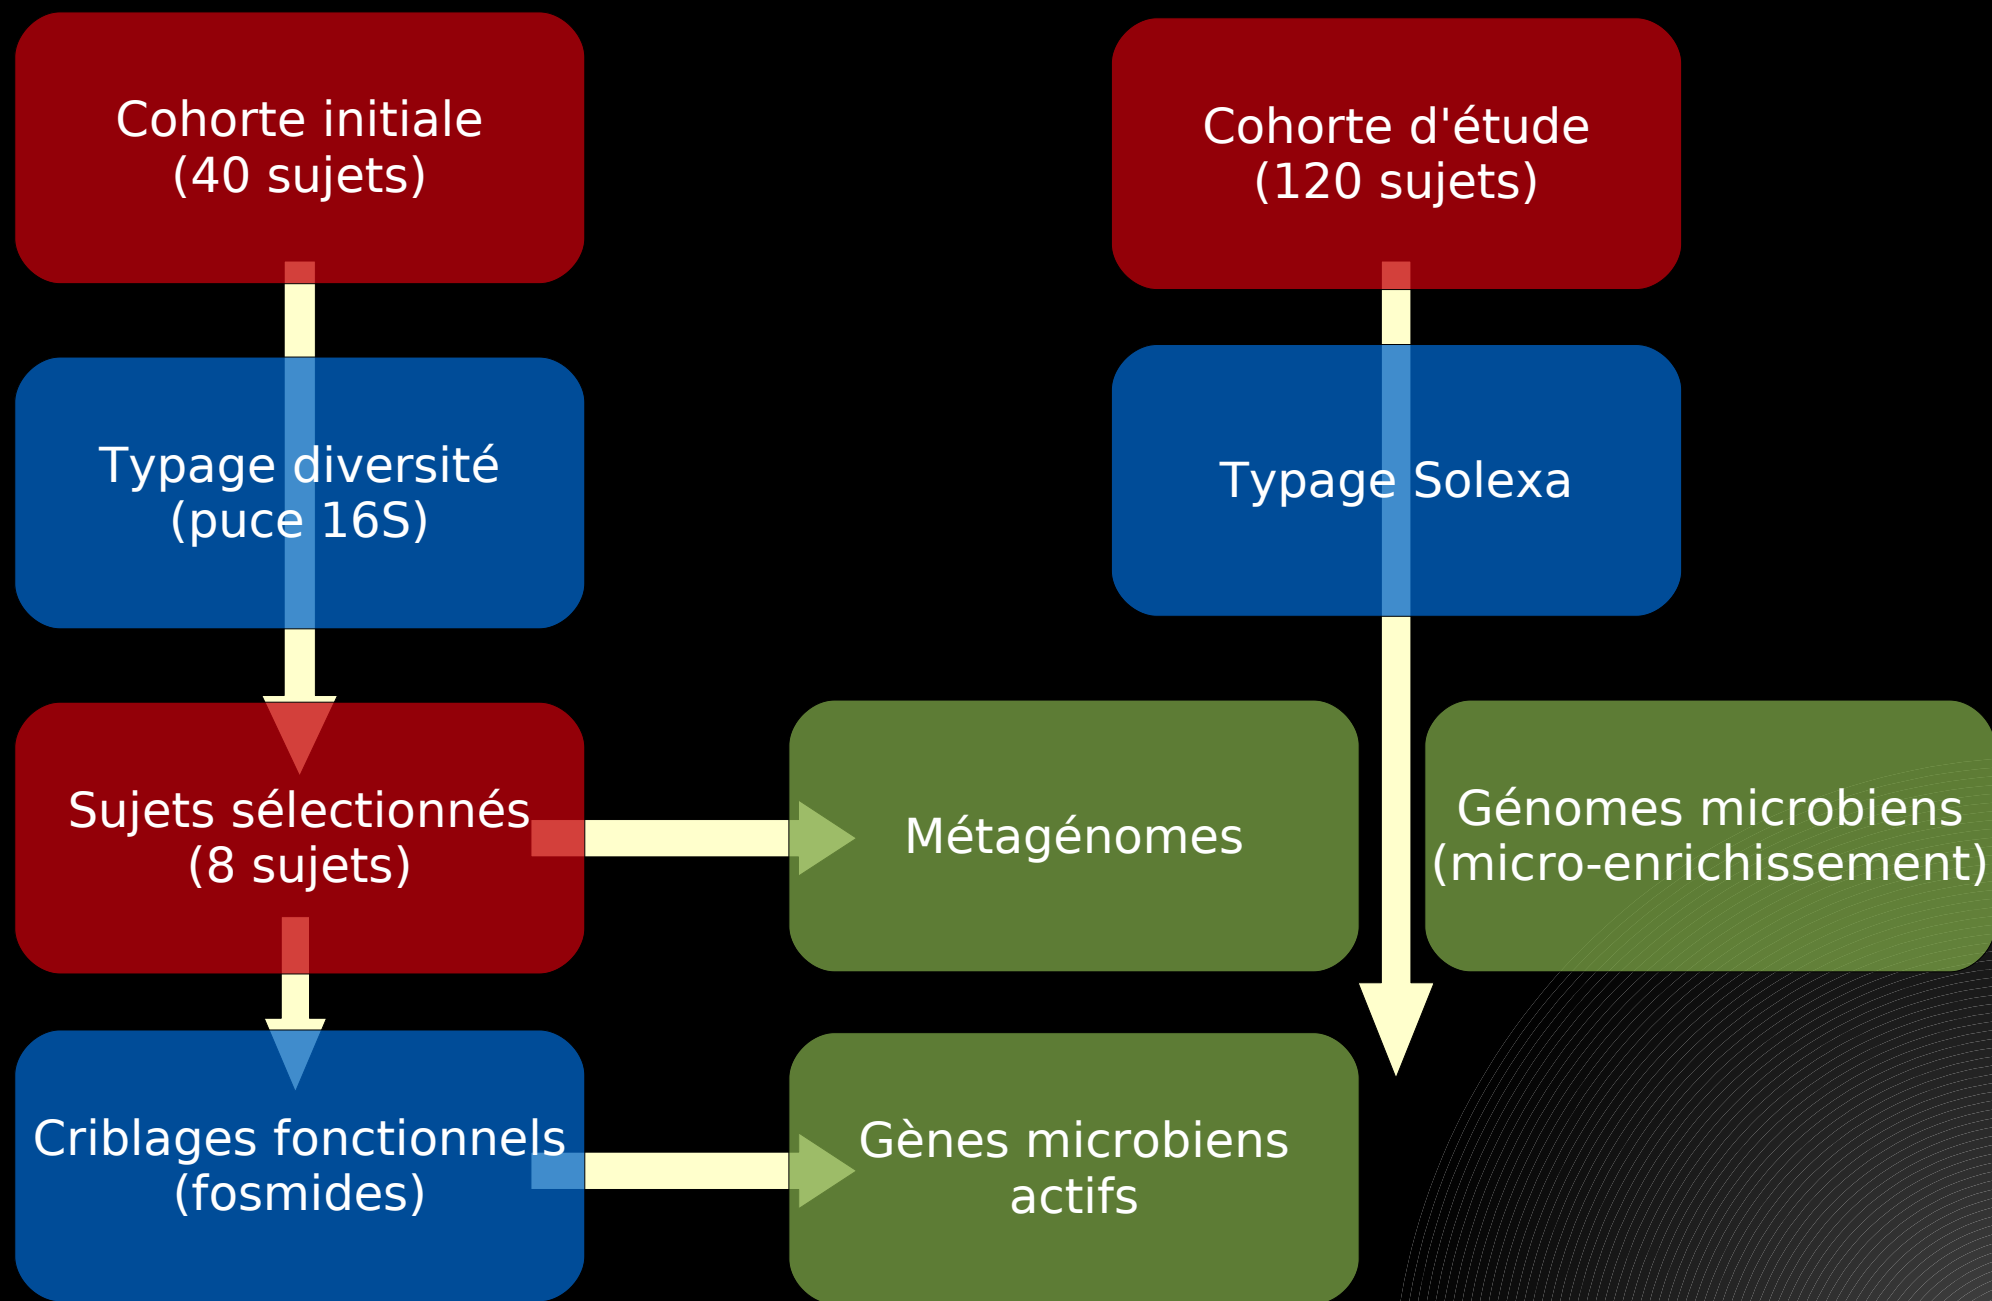 Cohorte initiale
(40 sujets)
Cohorte d'étude
(120 sujets)
Typage diversité
(puce 16S)
Typage Solexa
Sujets sélectionnés
(8 sujets)
Métagénomes
Génomes microbiens
(micro-enrichissement)
Criblages fonctionnels
(fosmides)
Gènes microbiens
actifs